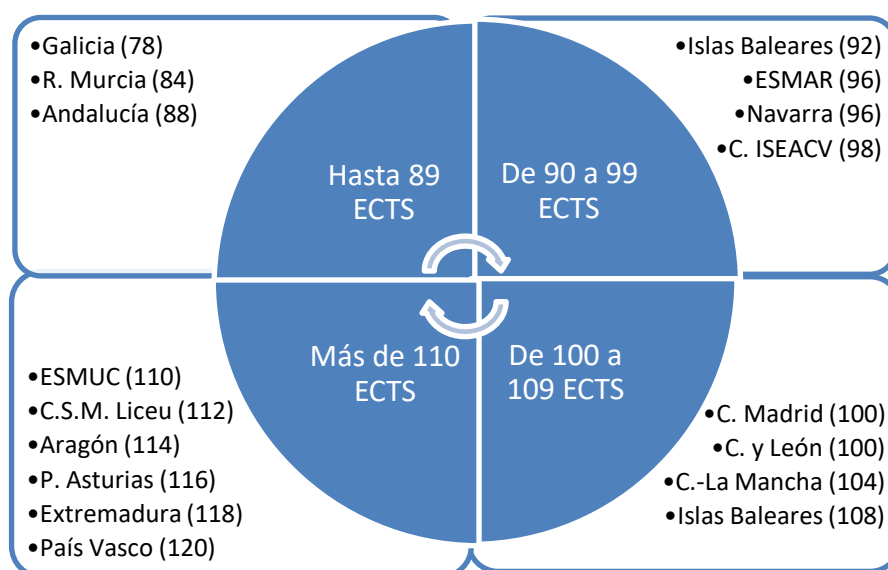 •Galicia (78)
•R. Murcia (84)
•Andalucía (88)
Hasta 89
ECTS
•Islas Baleares (92)
•ESMAR (96)
•Navarra (96)
•C. ISEACV (98)
De 90 a 99
ECTS
•ESMUC (110)
•C.S.M. Liceu (112)
•Aragón (114)
•P. Asturias (116)
•Extremadura (118)
•País Vasco (120)
Más de 110
ECTS
De 100 a
109 ECTS
•C. Madrid (100)
•C. y León (100)
•C.-La Mancha (104)
•Islas Baleares (108)